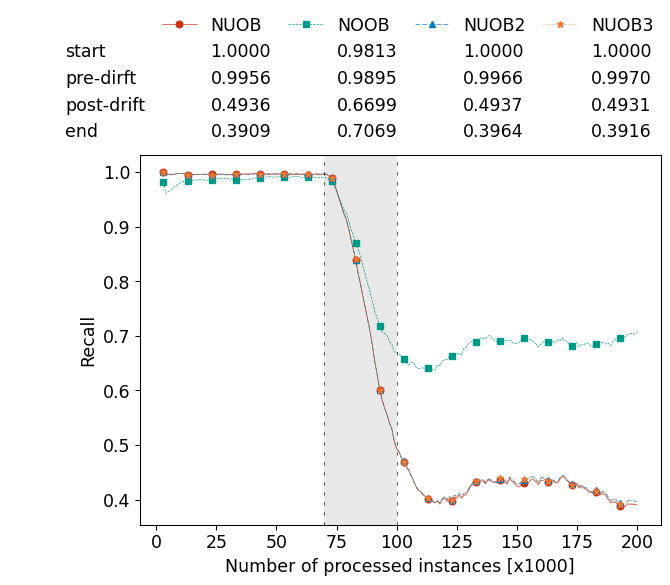 NUOB NOOB NUOB2 NUOB3
start 1.0000 0.9813 1.0000 1.0000
pre-dirft 0.9956 0.9895 0.9966 0.9970
post-drift 0.4936 0.6699 0.4937 0.4931
end 0.3909 0.7069 0.3964 0.3916
1.0
0.9
0.8
0.7
0.6
0.5
0.4
Recall
0 25 50 75 100 125 150 175 200
Number of processed instances [x1000]